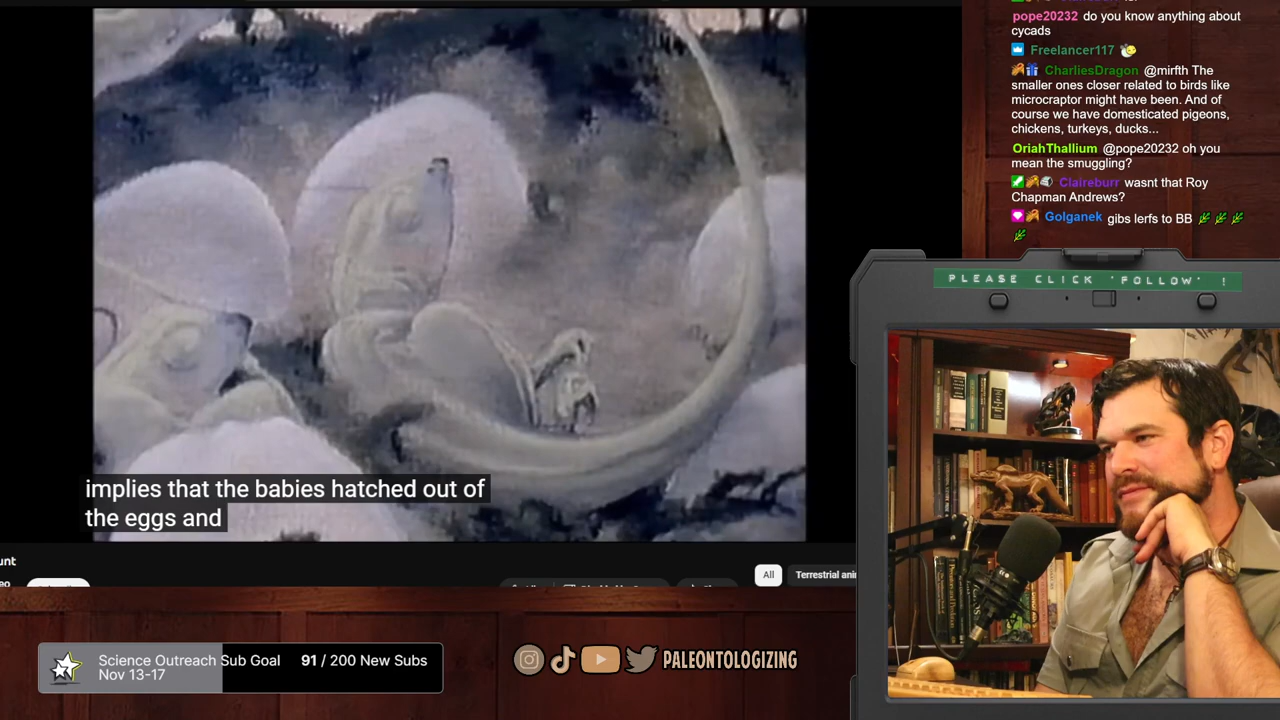 pope20232 do you know anything about
cycads
Freelancer117
CharliesDragon @mirfth The
smaller ones closer related to birds like
microcraptor might have been. And of
course we have domesticated pigeons,
chickens, turkeys, ducks...
OriahThallium @pope20232 oh you
mean the smuggling?
Claireburr wasnt that Roy
Chapman Andrews?
Golganek gibs lerfs to BB
PLEASE CLICK "FOLLOW" !
implies that the babies hatched out of
the eggs and
unt
All
Terrestrial ani
Science Outreach Sub Goal 91 / 200 New Subs
Nov 13-17
PALEONTOLOGIZING